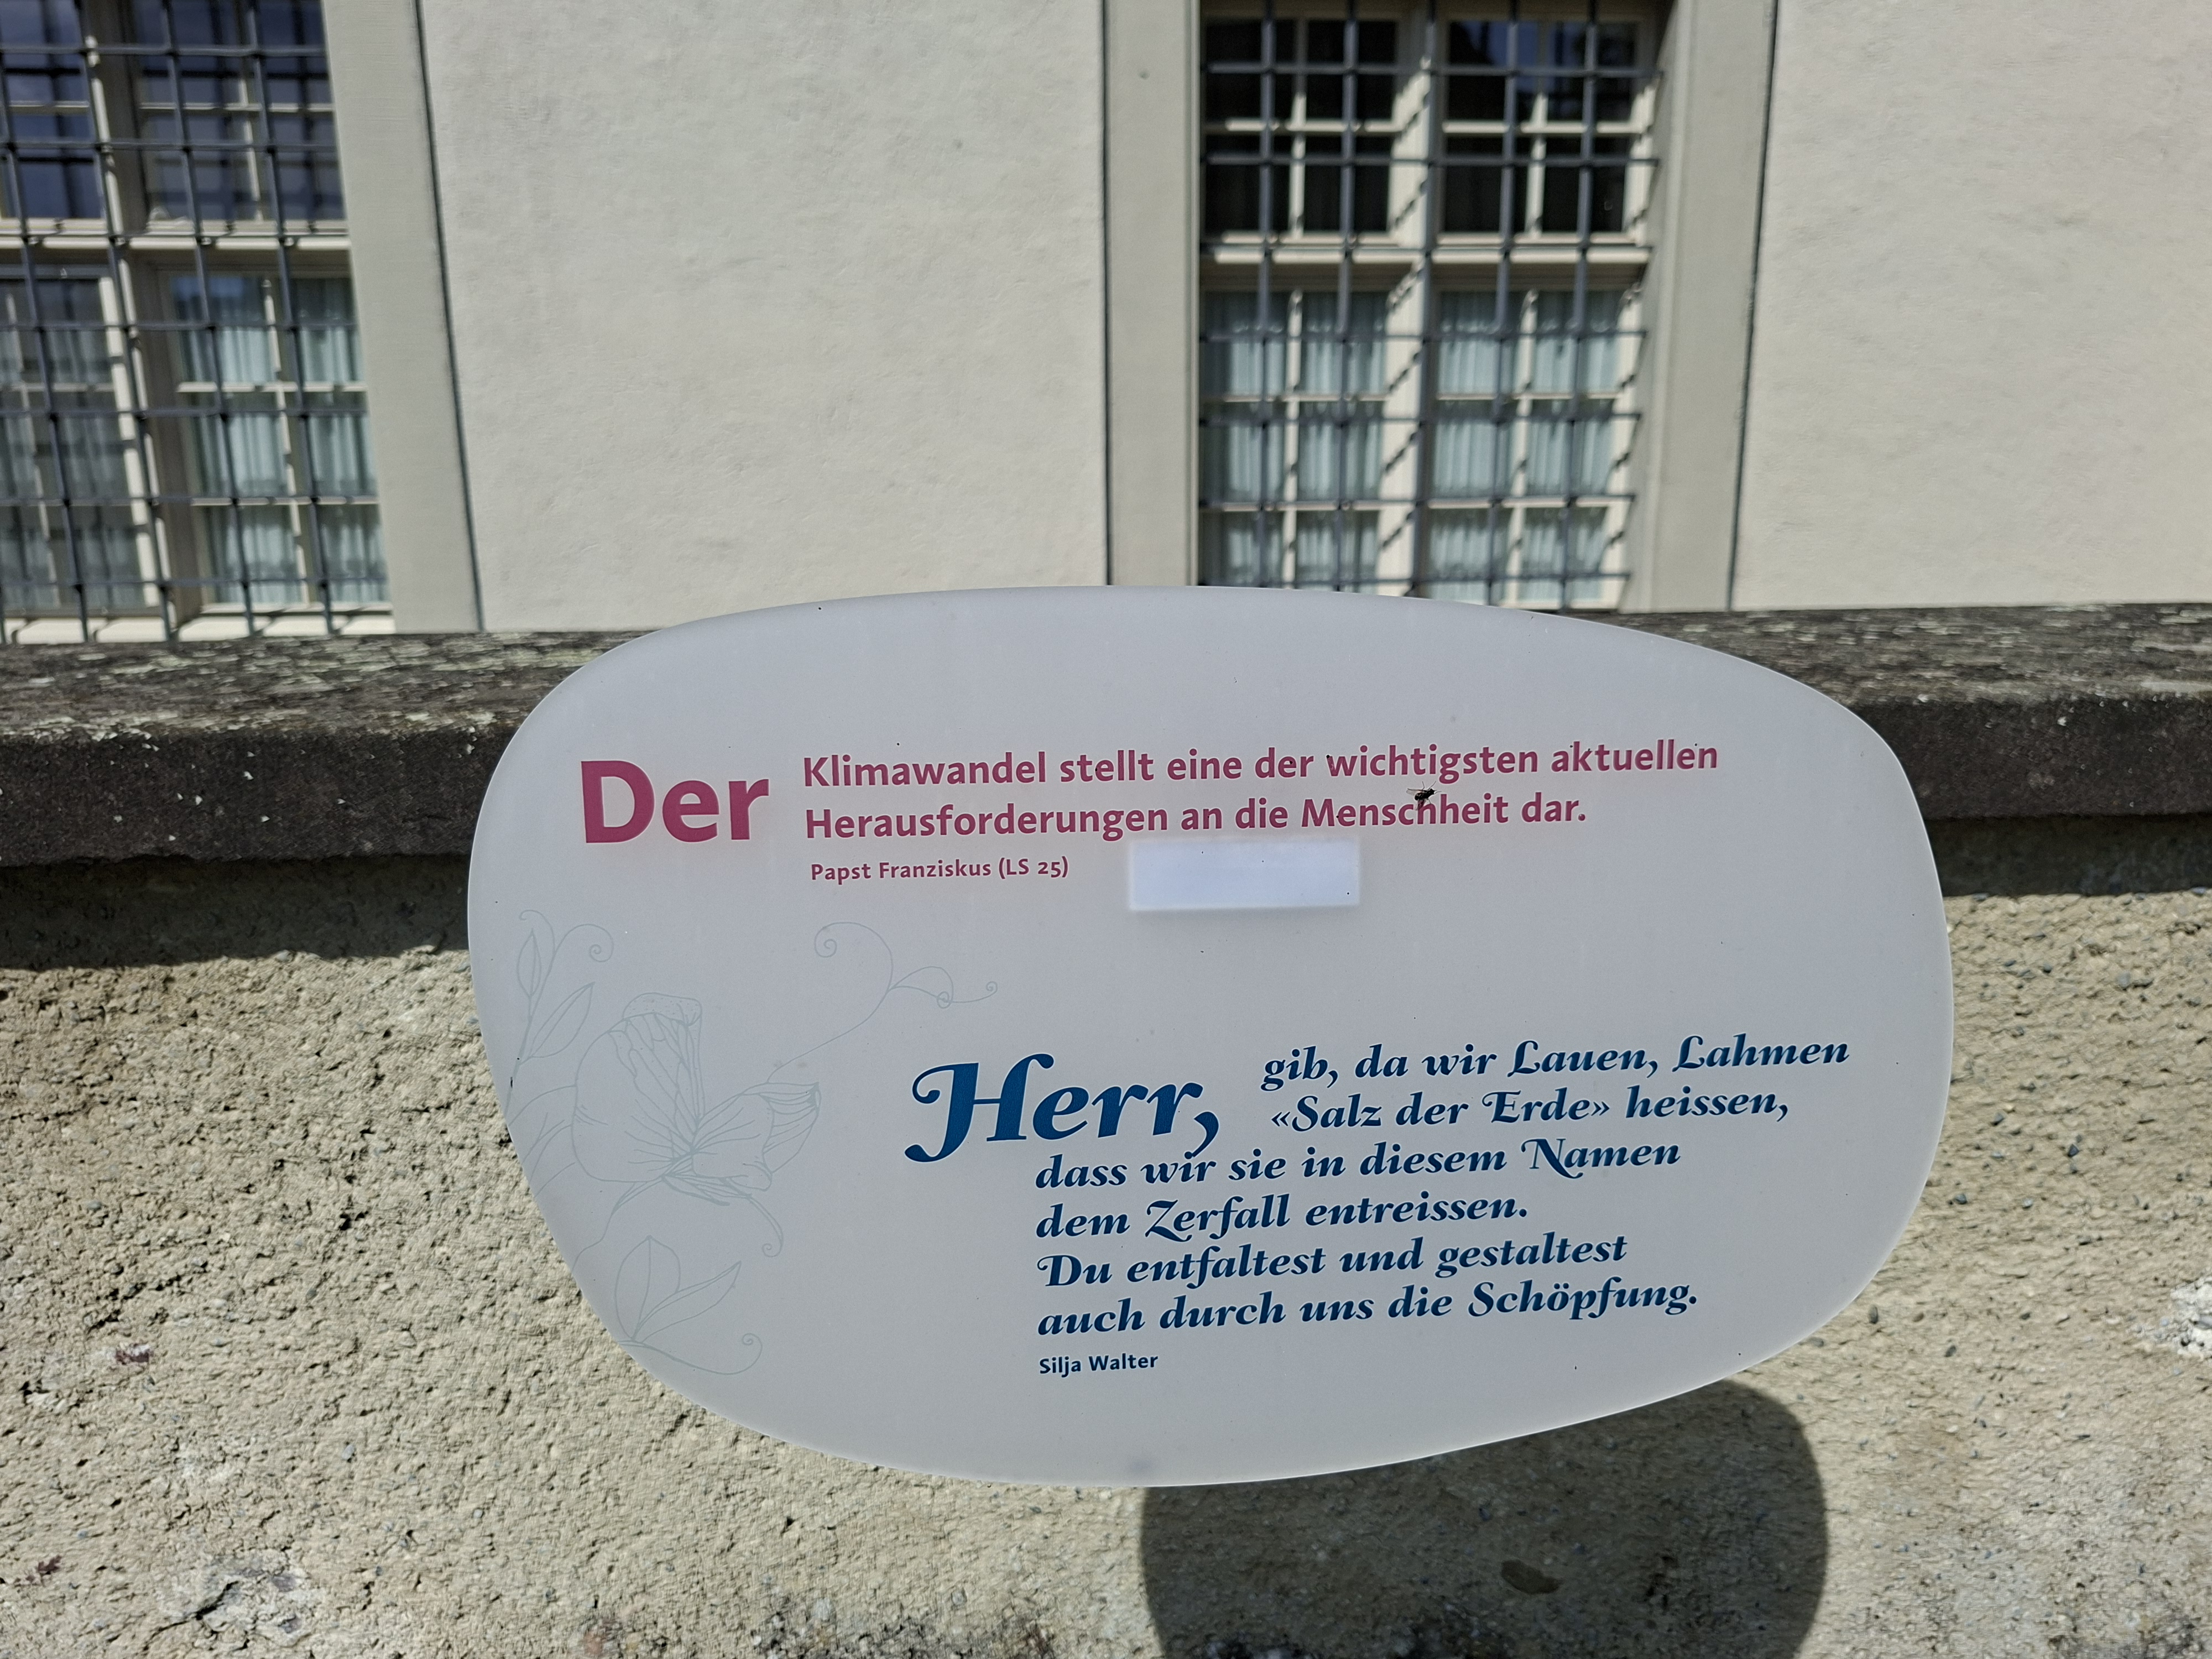 Der Klimawandel stellt eine der wichtigsten aktuellen
Herausforderungen an die Menschheit dar.
Papst Franziskus (LS 25)
Herr, gib, da wir Lauen, Lahmen
«Salz der Erde» heissen,
dass wir sie in diesem Namen
dem Zerfall entreissen.
Du entfaltest und gestaltest
auch durch uns die Schöpfung.
Silja Walter